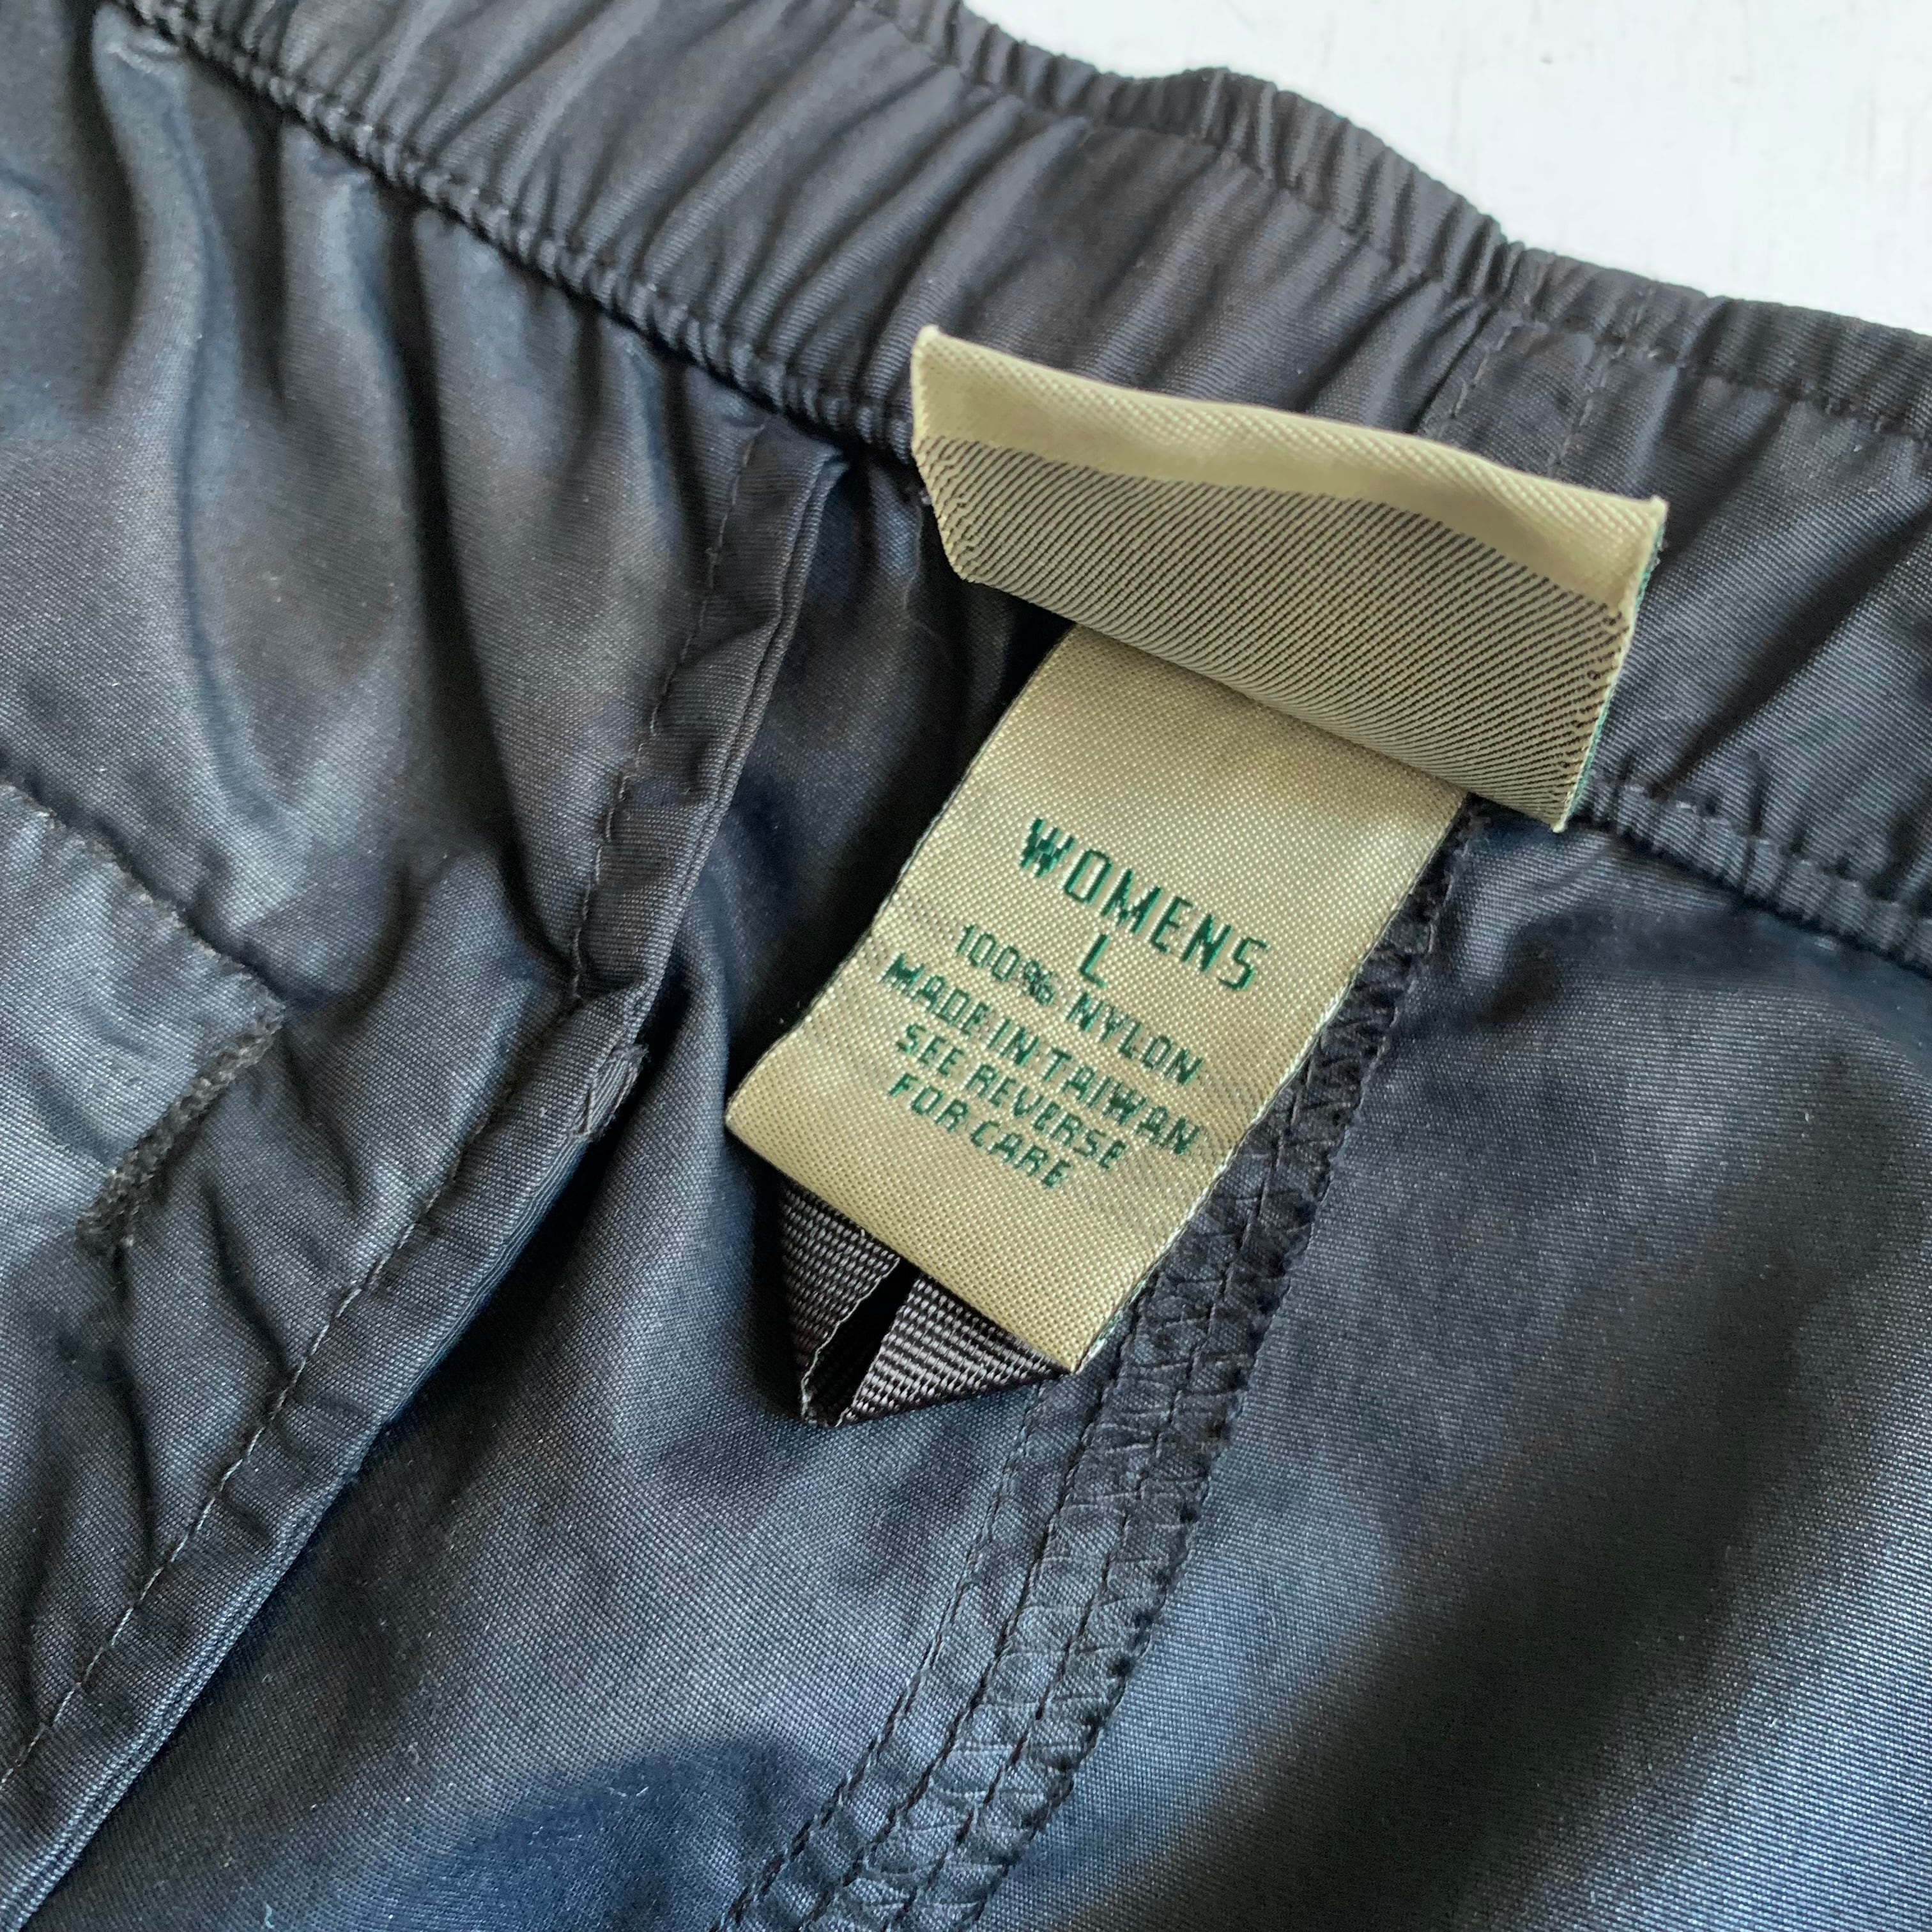 WOMENS
L
100% NYLON
MADE IN TAIWAN
SEE REVERSE
FOR CARE